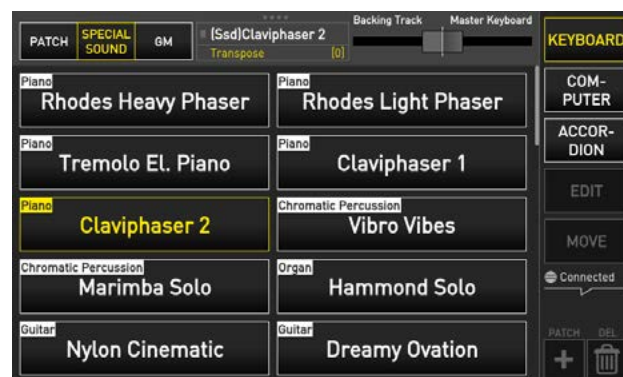 Backing Track Master Keyboard
PATCH
SPECIAL
SOUND
GM
(Ssd)Claviphaser 2
Transpose [0]
KEYBOARD
Piano
Rhodes Heavy Phaser
Piano
Rhodes Light Phaser
COM-
PUTER
Piano
Tremolo El. Piano
Piano
Claviphaser 1
ACCOR-
DION
Piano
Claviphaser 2
Chromatic Percussion
Vibro Vibes
EDIT
MOVE
Chromatic Percussion
Marimba Solo
Organ
Hammond Solo
Connected
Guitar
Nylon Cinematic
Guitar
Dreamy Ovation
PATCH DEL
+